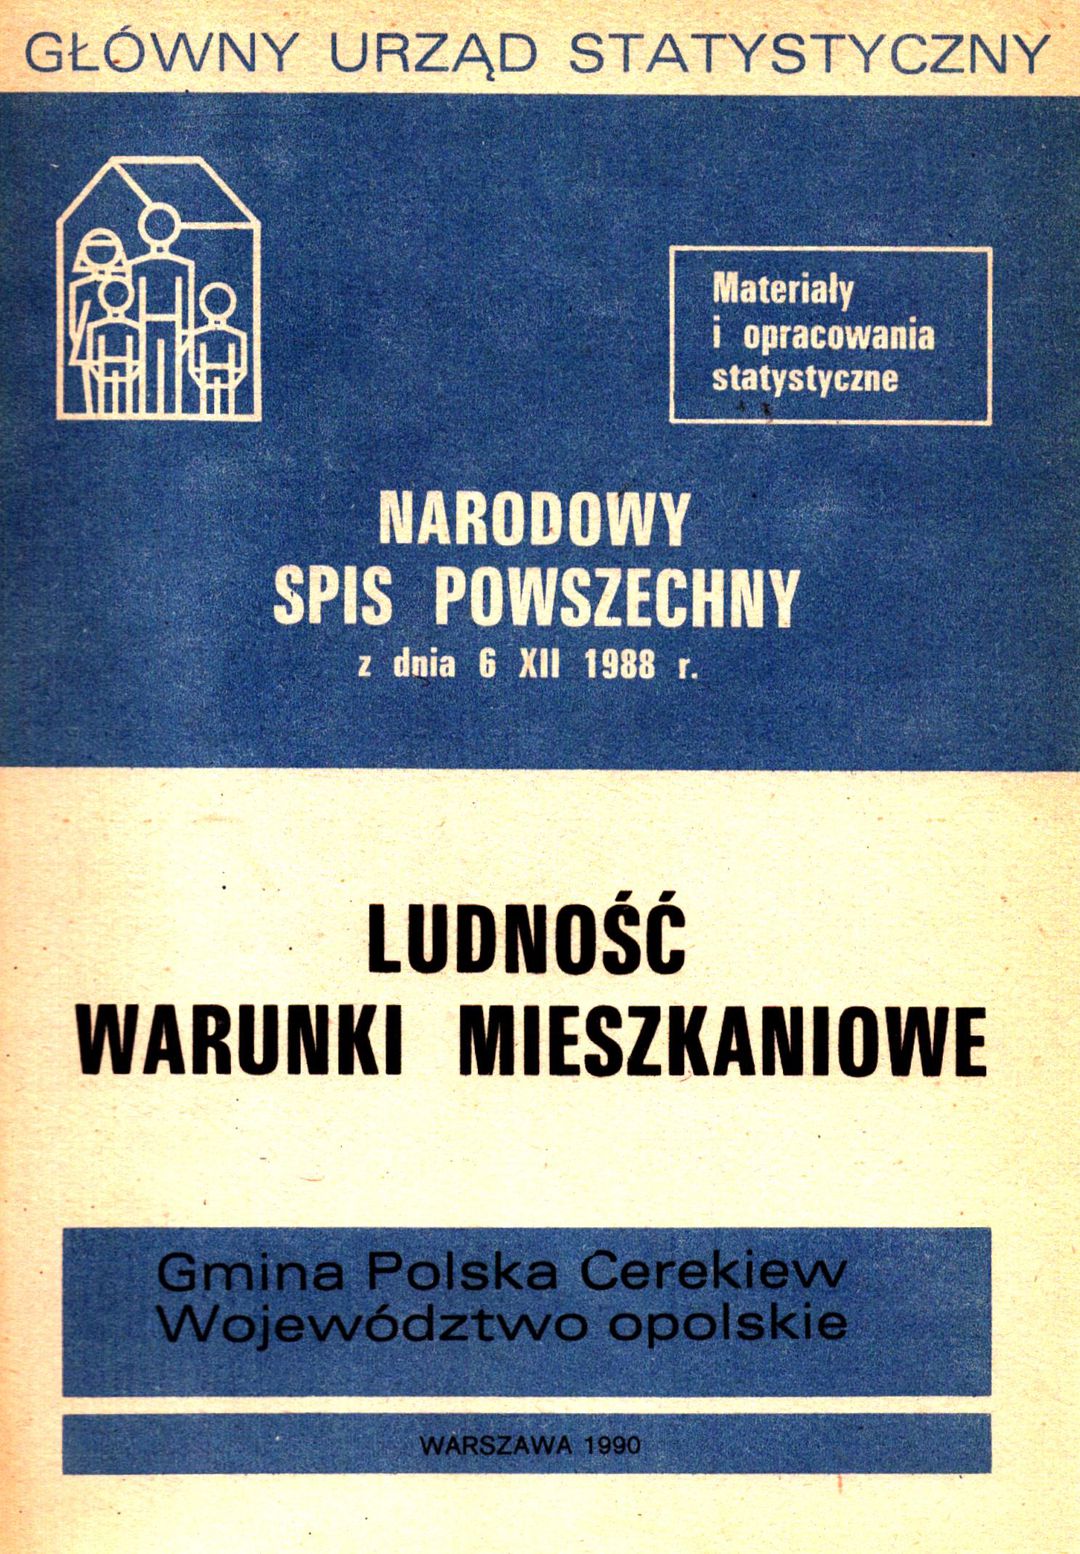 GŁÓWNY URZĄD STATYSTYCZNY
Materiały
i opracowania
statystyczne
NARODOWY
SPIS POWSZECHNY
z dnia 6 XII 1988 r.
LUDNOŚĆ
WARUNKI MIESZKANIOWE
Gmina Polska Cerekiew
Województwo opolskie
WARSZAWA 1990